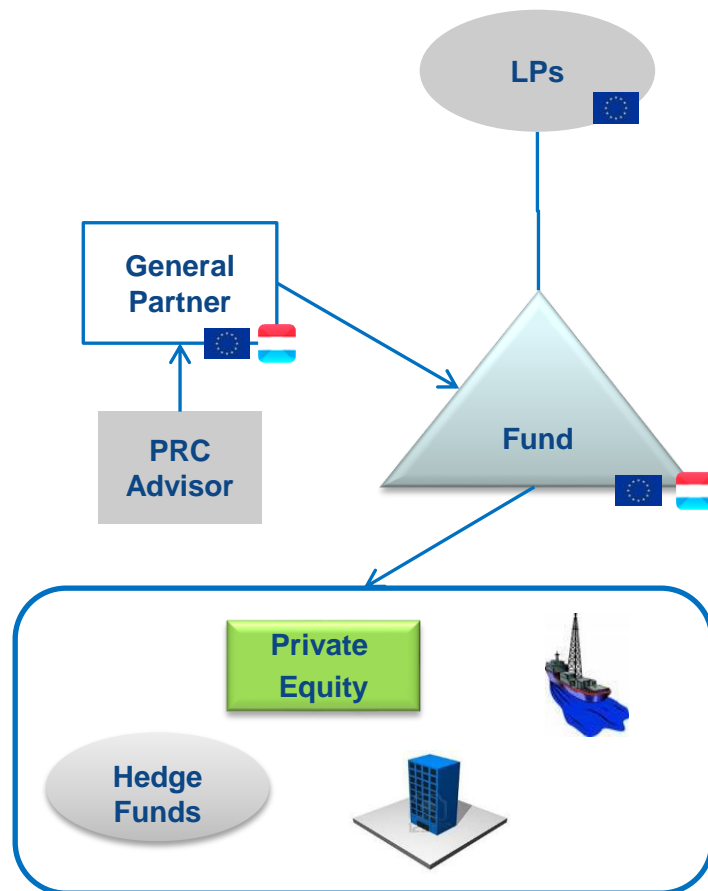 LPs
General
Partner
PRC
Advisor
Fund
Private
Equity
Hedge
Funds